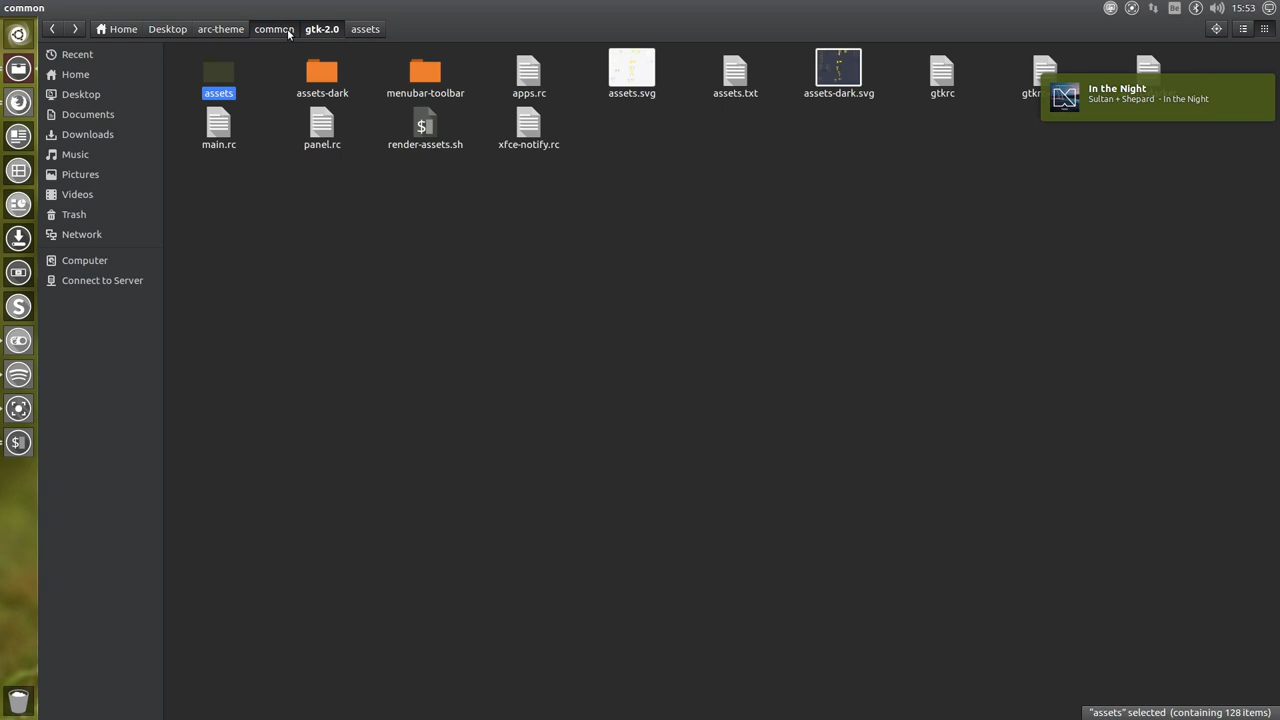 common
Be
15:53
Home
Desktop
arc-theme
common
gtk-2.0
assets
Recent
Home
Desktop
Documents
Downloads
Music
Pictures
Videos
Trash
Network
Computer
Connect to Server
assets
assets-dark
menubar-toolbar
apps.rc
assets.svg
assets.txt
assets-dark.svg
gtkrc
main.rc
panel.rc
render-assets.sh
xfce-notify.rc
In the Night
Sultan + Shepard - In the Night
S
$
$
"assets" selected (containing 128 items)